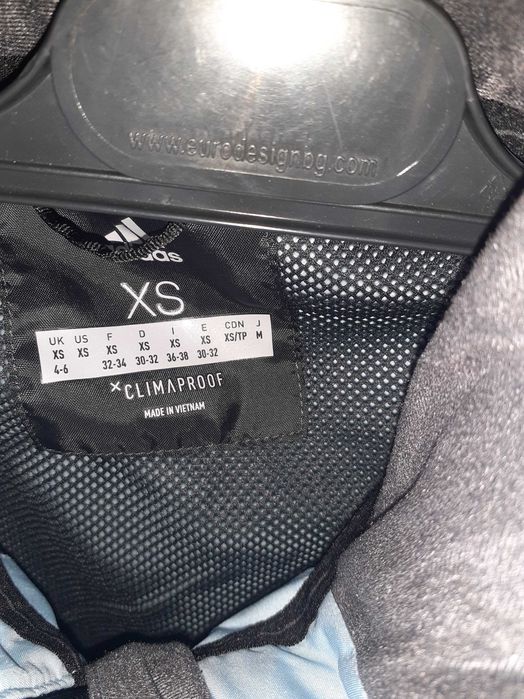 www.eurodesignbg.com
XS
UK US F D I E CDN J
XS XS XS XS XS XS XS/TP M
4-6 32-34 30-32 36-38 30-32
CLIMAPROOF
MADE IN VIETNAM